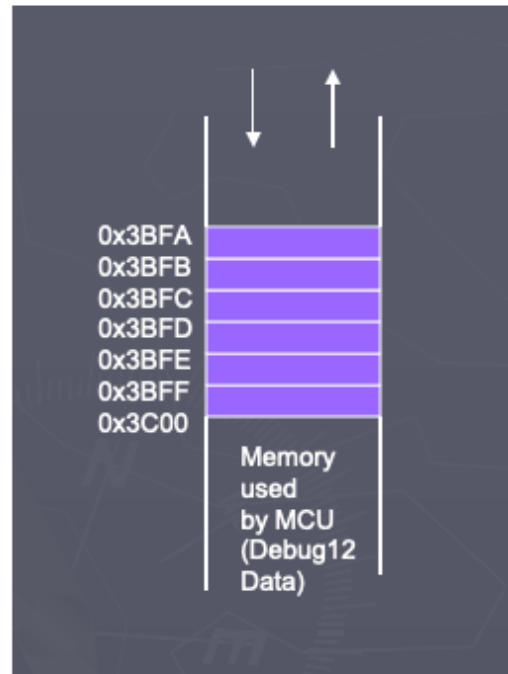 0x3BFA
0x3BFB
0x3BFC
0x3BFD
0x3BFE
0x3BFF
0x3C00
Memory
used
by MCU
(Debug12
Data)
N
E